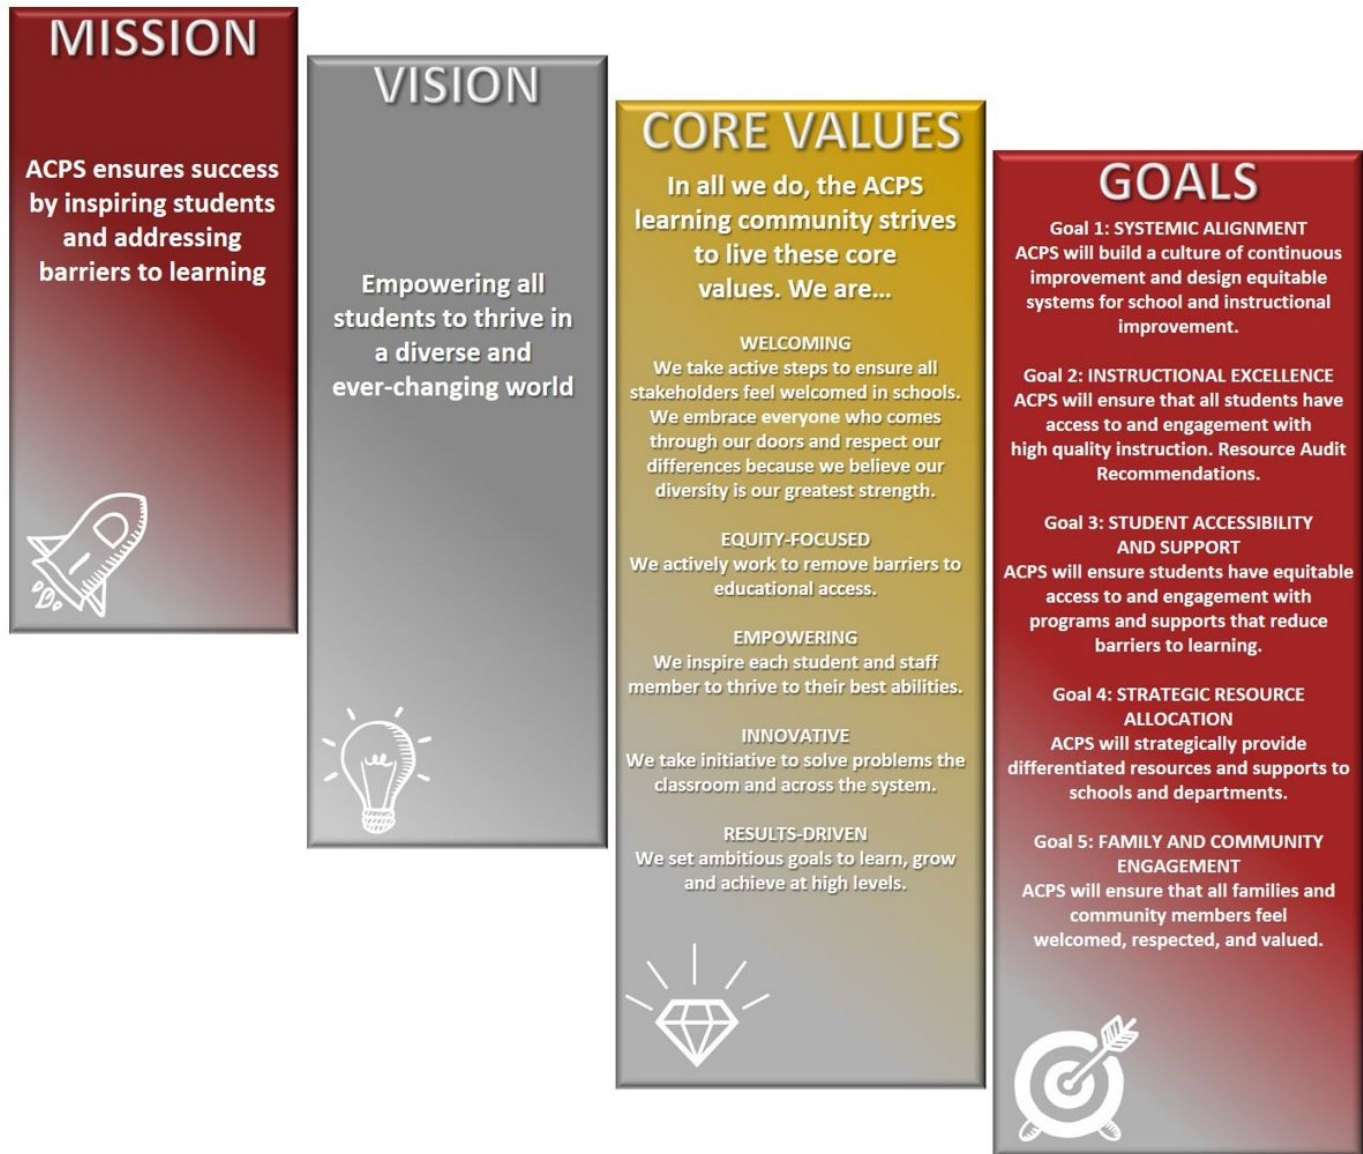 MISSION
ACPS ensures success
by inspiring students
and addressing
barriers to learning
VISION
Empowering all
students to thrive in
a diverse and
ever-changing world
CORE VALUES
In all we do, the ACPS
learning community strives
to live these core
values. We are...
WELCOMING
We take active steps to ensure all
stakeholders feel welcomed in schools.
We embrace everyone who comes
through our doors and respect our
differences because we believe our
diversity is our greatest strength.
EQUITY-FOCUSED
We actively work to remove barriers to
educational access.
EMPOWERING
We inspire each student and staff
member to thrive to their best abilities.
INNOVATIVE
We take initiative to solve problems the
classroom and across the system.
RESULTS-DRIVEN
We set ambitious goals to learn, grow
and achieve at high levels.
GOALS
Goal 1: SYSTEMIC ALIGNMENT
ACPS will build a culture of continuous
improvement and design equitable
systems for school and instructional
improvement.
Goal 2: INSTRUCTIONAL EXCELLENCE
ACPS will ensure that all students have
access to and engagement with
high quality instruction. Resource Audit
Recommendations.
Goal 3: STUDENT ACCESSIBILITY
AND SUPPORT
ACPS will ensure students have equitable
access to and engagement with
programs and supports that reduce
barriers to learning.
Goal 4: STRATEGIC RESOURCE
ALLOCATION
ACPS will strategically provide
differentiated resources and supports to
schools and departments.
Goal 5: FAMILY AND COMMUNITY
ENGAGEMENT
ACPS will ensure that all families and
community members feel
welcomed, respected, and valued.